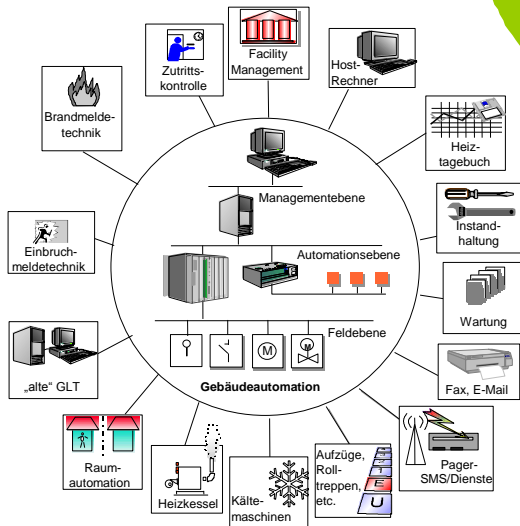 Zutritts-
kontrolle
Facility
Management
Host-
Rechner
Brandmelde-
technik
Heiz-
tagebuch
Managementebene
Einbruch-
meldetechnik
Automationsebene
Instand-
haltung
Wartung
Feldebene
M
M
Gebäudeautomation
„alte“ GLT
Fax, E-Mail
Raum-
automation
Heizkessel
Kälte-
maschinen
Aufzüge,
Roll-
treppen,
etc.
E
U
Pager-
SMS/Dienste